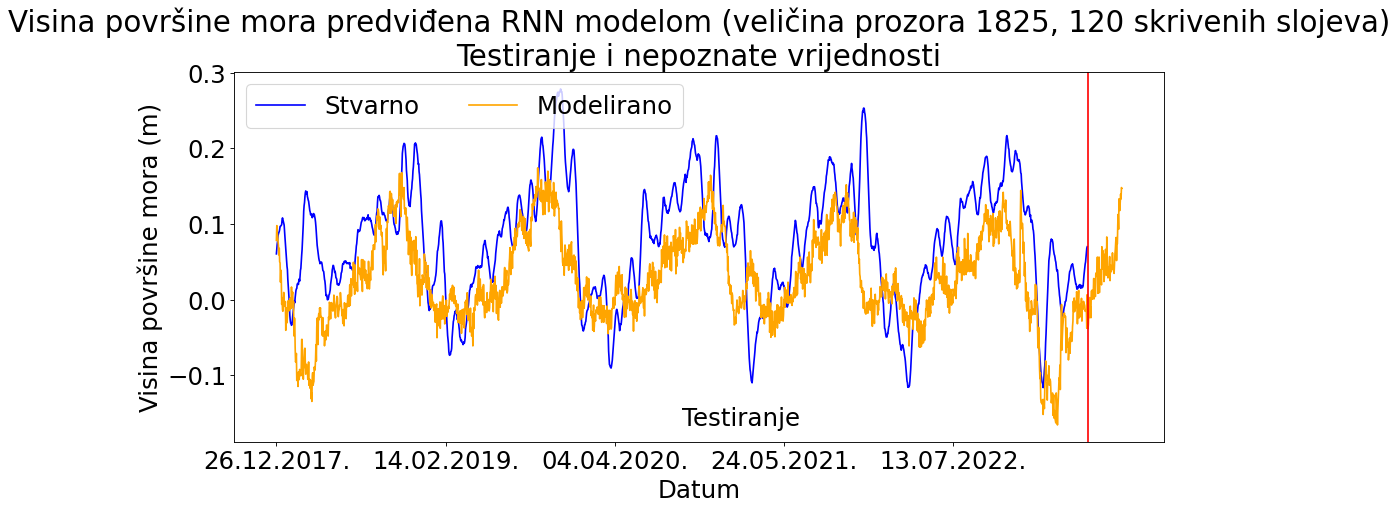 Visina površine mora predviđena RNN modelom (veličina prozora 1825, 120 skrivenih slojeva)
Testiranje i nepoznate vrijednosti
Stvarno Modelirano
Visina površine mora (m)
0.3
0.2
0.1
0.0
−0.1
Testiranje
26.12.2017. 14.02.2019. 04.04.2020. 24.05.2021. 13.07.2022.
Datum